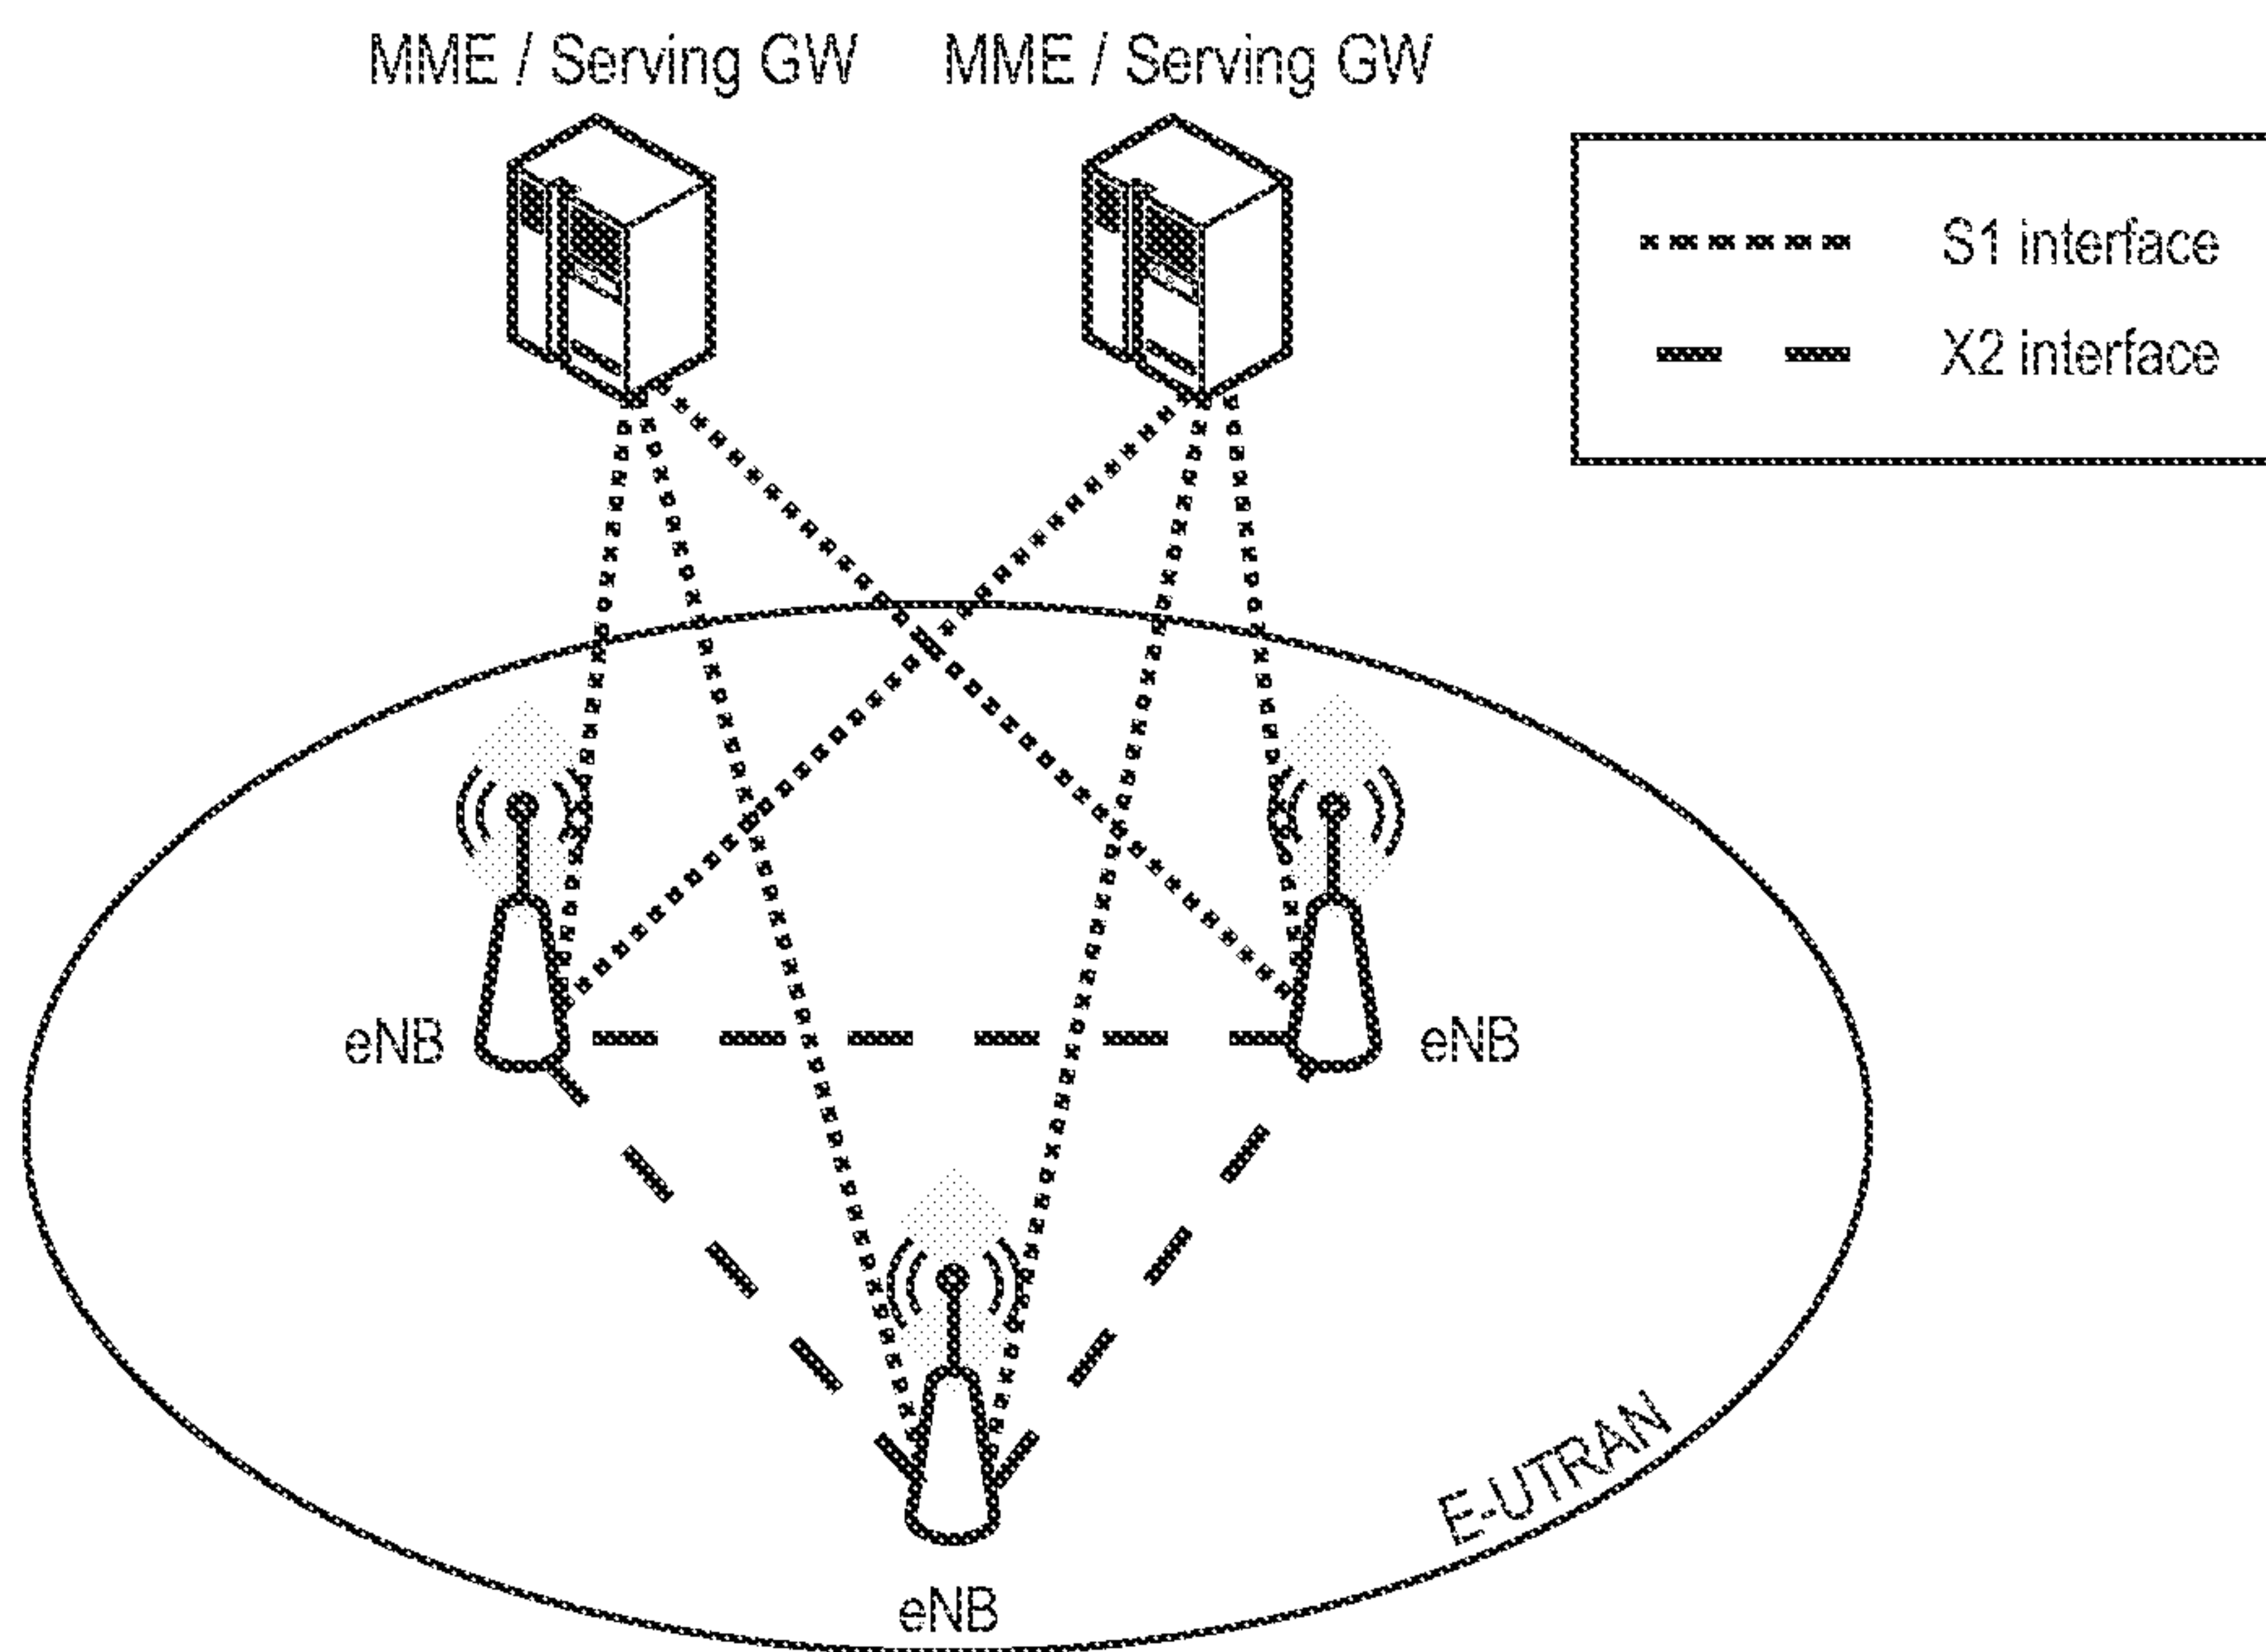 MME / Serving GW
MME / Serving GW
S1 interface
X2 interface
eNB
eNB
E-UTRAN
eNB